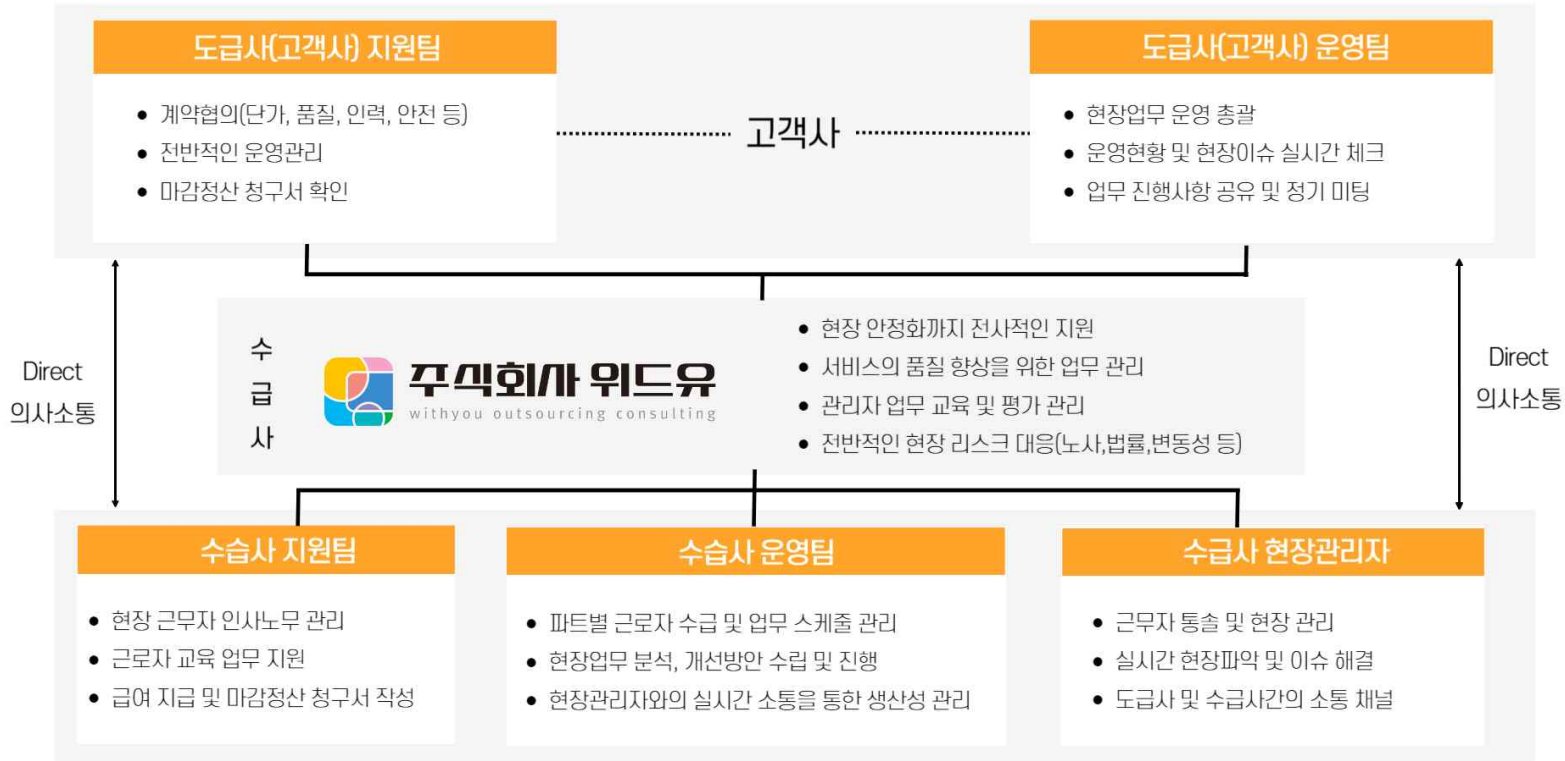 도급사(고객사) 지원팀
• 계약협의(단가, 품질, 인력, 안전 등)
• 전반적인 운영관리
• 마감정산 청구서 확인
고객사
도급사(고객사) 운영팀
• 현장업무 운영 총괄
• 운영현황 및 현장이슈 실시간 체크
• 업무 진행사항 공유 및 정기 미팅
Direct
의사소통
수
급
사
주식회사 위드유
withyou outsourcing consulting
• 현장 안정화까지 전사적인 지원
• 서비스의 품질 향상을 위한 업무 관리
• 관리자 업무 교육 및 평가 관리
• 전반적인 현장 리스크 대응(노사,법률,변동성 등)
Direct
의사소통
수습사 지원팀
• 현장 근무자 인사노무 관리
• 근로자 교육 업무 지원
• 급여 지급 및 마감정산 청구서 작성
수습사 운영팀
• 파트별 근로자 수급 및 업무 스케줄 관리
• 현장업무 분석, 개선방안 수립 및 진행
• 현장관리자와의 실시간 소통을 통한 생산성 관리
수급사 현장관리자
• 근무자 통솔 및 현장 관리
• 실시간 현장파악 및 이슈 해결
• 도급사 및 수급사간의 소통 채널